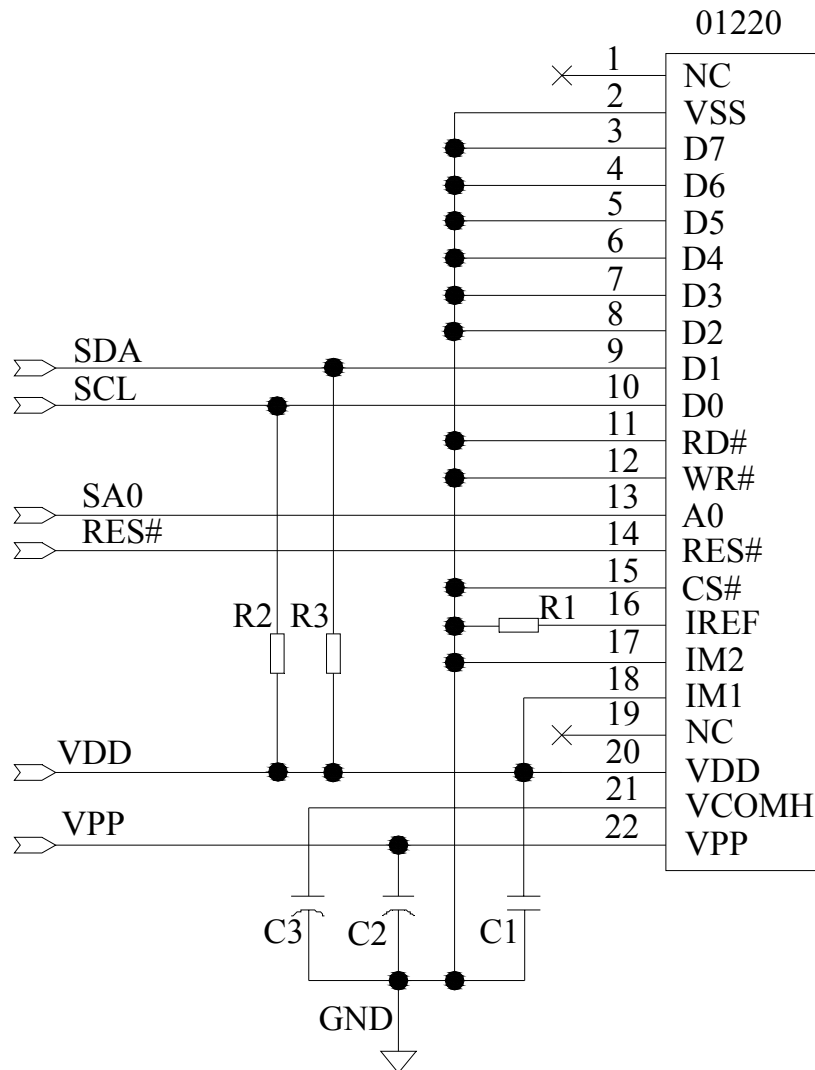 01220
1 NC
2 VSS
3 D7
4 D6
5 D5
6 D4
7 D3
8 D2
SDA 9 D1
SCL 10 D0
11 RD#
12 WR#
SA0 13 A0
RES# 14 RES#
15 CS#
R2 R3 R1 16 IREF
17 IM2
18 IM1
19 NC
VDD 20 VDD
21 VCOMH
VPP 22 VPP
C3 C2 C1
GND